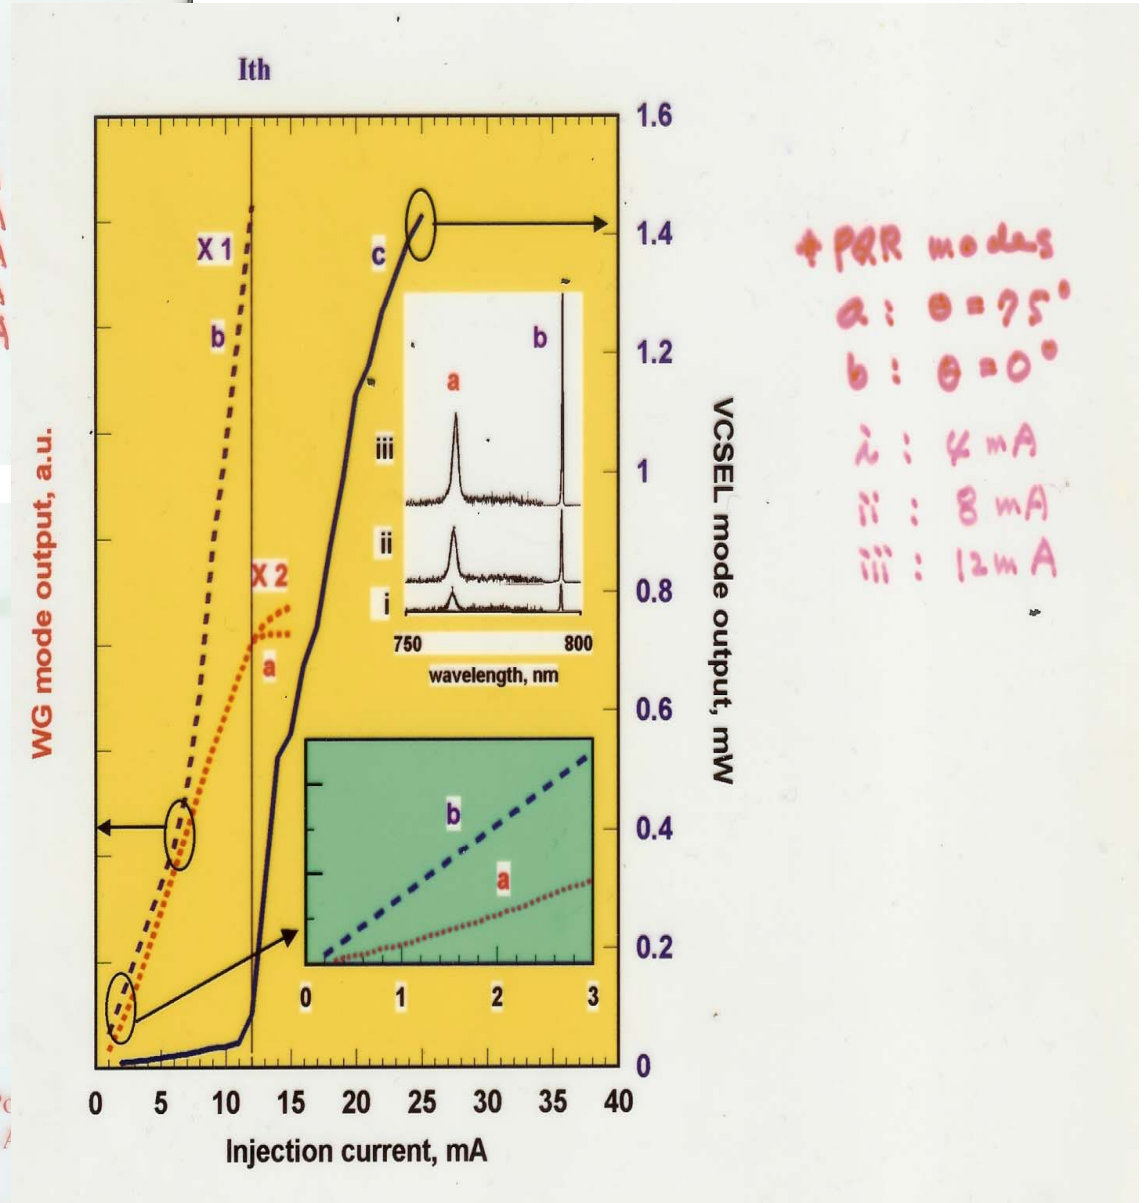 Ith
1.6
1.4
1.2
1
0.8
0.6
0.4
0.2
0
X 1
b
c
X 2
a
a
b
iii
ii
i
750
800
wavelength, nm
b
a
0
1
2
3
0
5
10
15
20
25
30
35
40
Injection current, mA
WG mode output, a.u.
VCSEL mode output, mW
PQR modes
a : θ = 75°
b : θ = 0°
i : 4 mA
ii : 8 mA
iii : 12 mA